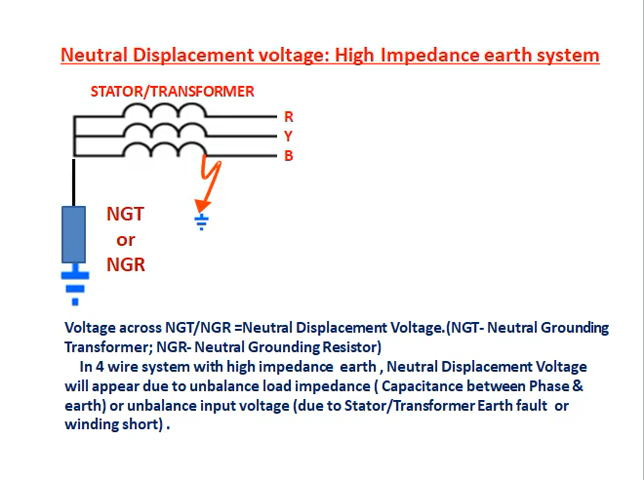 Neutral Displacement voltage: High Impedance earth system
STATOR/TRANSFORMER
R
Y
B
NGT
or
NGR
Voltage across NGT/NGR =Neutral Displacement Voltage.(NGT- Neutral Grounding
Transformer; NGR- Neutral Grounding Resistor)
In 4 wire system with high impedance earth , Neutral Displacement Voltage
will appear due to unbalance load impedance ( Capacitance between Phase &
earth) or unbalance input voltage (due to Stator/Transformer Earth fault or
winding short) .